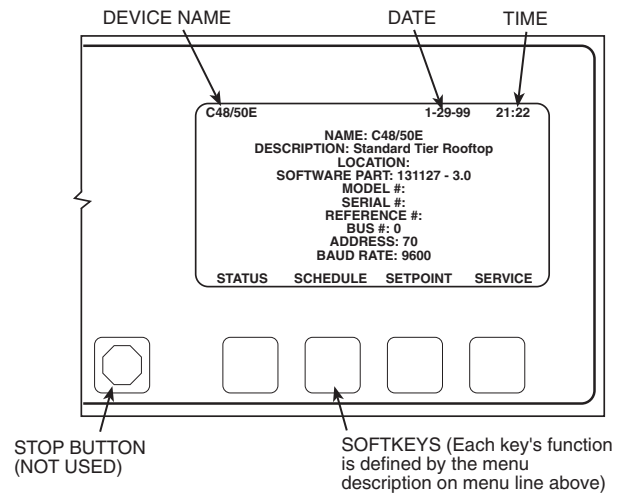 DEVICE NAME DATE TIME
C48/50E 1-29-99 21:22
NAME: C48/50E
DESCRIPTION: Standard Tier Rooftop
LOCATION:
SOFTWARE PART: 131127 - 3.0
MODEL #:
SERIAL #:
REFERENCE #:
BUS #: 0
ADDRESS: 70
BAUD RATE: 9600
STATUS SCHEDULE SETPOINT SERVICE
STOP BUTTON
(NOT USED)
SOFTKEYS (Each key's function
is defined by the menu
description on menu line above)